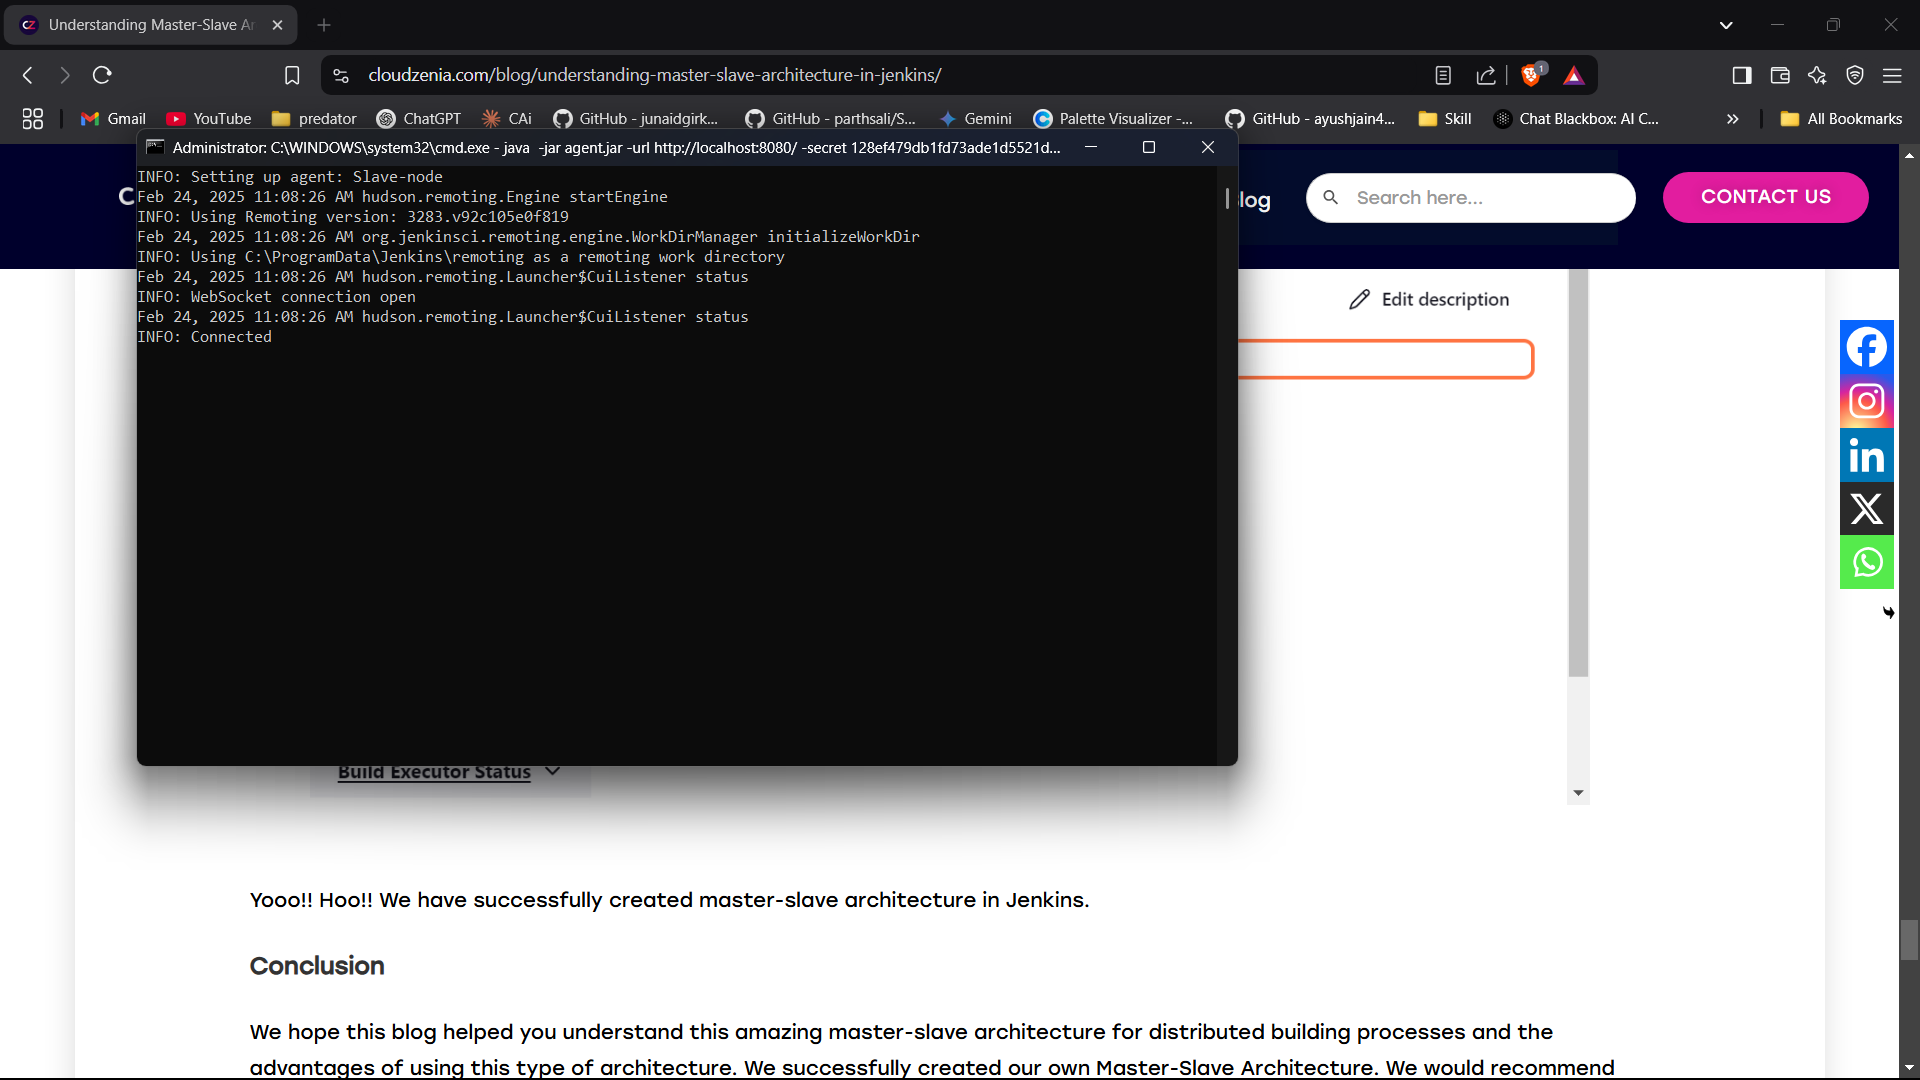 Understanding Master-Slave Ar
cloudzenia.com/blog/understanding-master-slave-architecture-in-jenkins/
1
Gmail
YouTube
predator
ChatGPT
CAi
GitHub - junaidgirk...
GitHub - parthsali/S...
Gemini
Palette Visualizer -...
GitHub - ayushjain4...
Skill
Chat Blackbox: AI C...
All Bookmarks
Administrator: C:\WINDOWS\system32\cmd.exe - java -jar agent.jar -url http://localhost:8080/ -secret 128ef479db1fd73ade1d5521d...
INFO: Setting up agent: Slave-node
Feb 24, 2025 11:08:26 AM hudson.remoting.Engine startEngine
INFO: Using Remoting version: 3283.v92c105e0f819
Feb 24, 2025 11:08:26 AM org.jenkinsci.remoting.engine.WorkDirManager initializeWorkDir
INFO: Using C:\ProgramData\Jenkins\remoting as a remoting work directory
Feb 24, 2025 11:08:26 AM hudson.remoting.Launcher$CuiListener status
INFO: WebSocket connection open
Feb 24, 2025 11:08:26 AM hudson.remoting.Launcher$CuiListener status
INFO: Connected
C
log
Search here...
CONTACT US
Edit description
Build Executor Status
Yooo!! Hoo!! We have successfully created master-slave architecture in Jenkins.
Conclusion
We hope this blog helped you understand this amazing master-slave architecture for distributed building processes and the
advantages of using this type of architecture. We successfully created our own Master-Slave Architecture. We would recommend